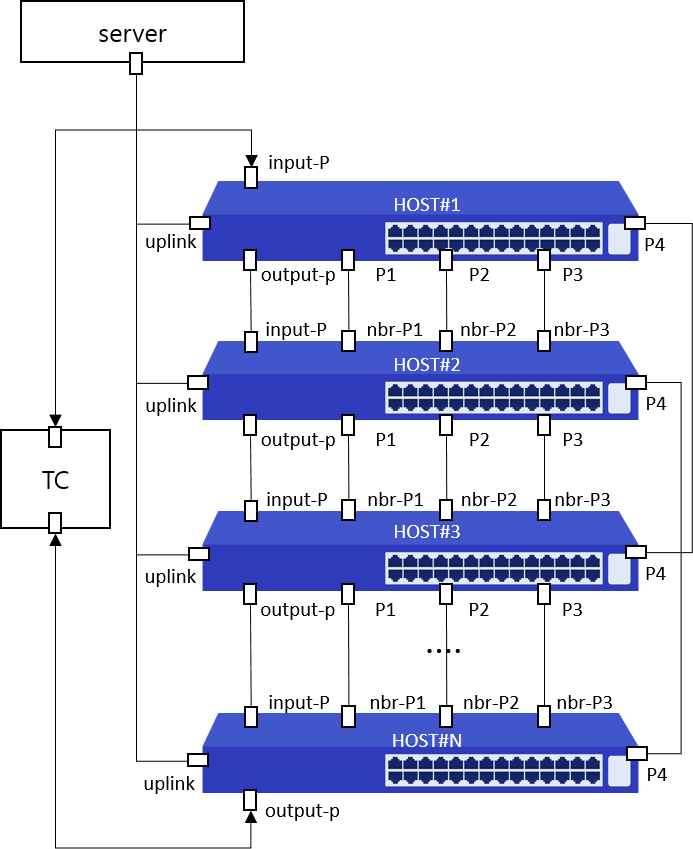 server
input-P
HOST#1
uplink
P4
output-p P1 P2 P3
input-P nbr-P1 nbr-P2 nbr-P3
HOST#2
uplink
P4
output-p P1 P2 P3
TC
input-P nbr-P1 nbr-P2 nbr-P3
HOST#3
uplink
P4
output-p P1 P2 P3
....
input-P nbr-P1 nbr-P2 nbr-P3
HOST#N
uplink
P4
output-p